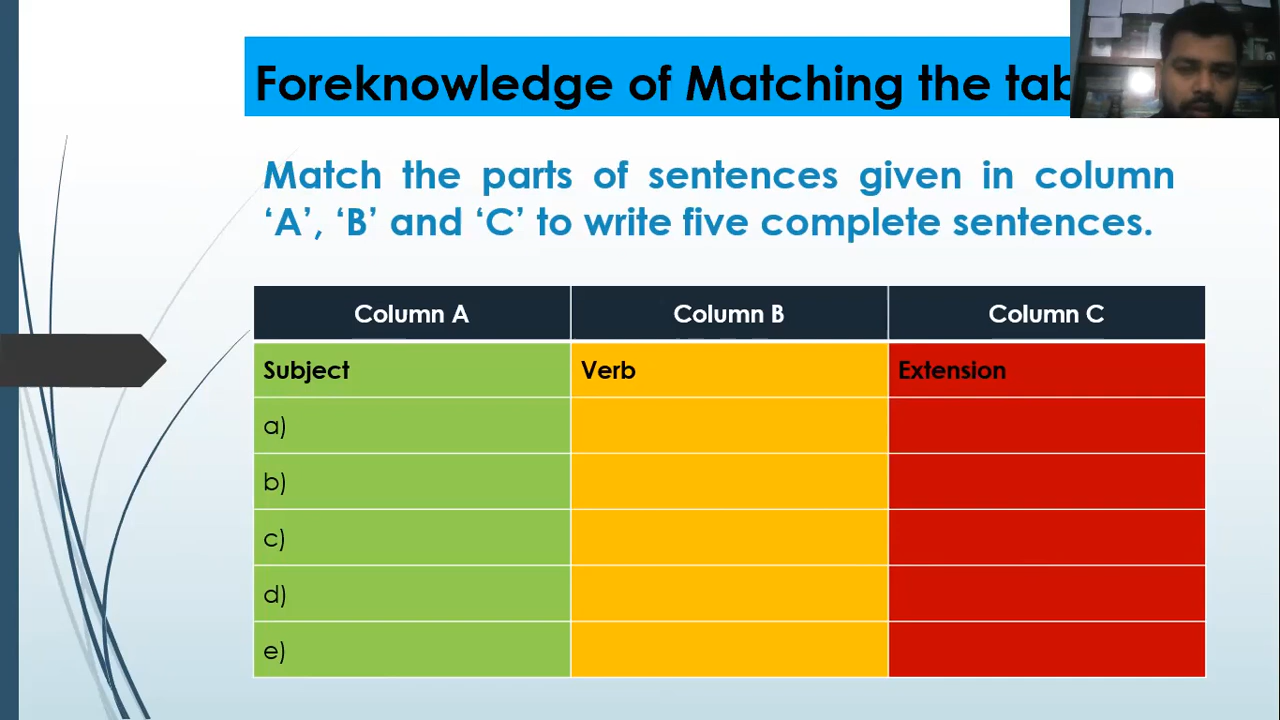 Foreknowledge of Matching the tab
Match the parts of sentences given in column
‘A’, ‘B’ and ‘C’ to write five complete sentences.
Column A Column B Column C
Subject Verb Extension
a)
b)
c)
d)
e)